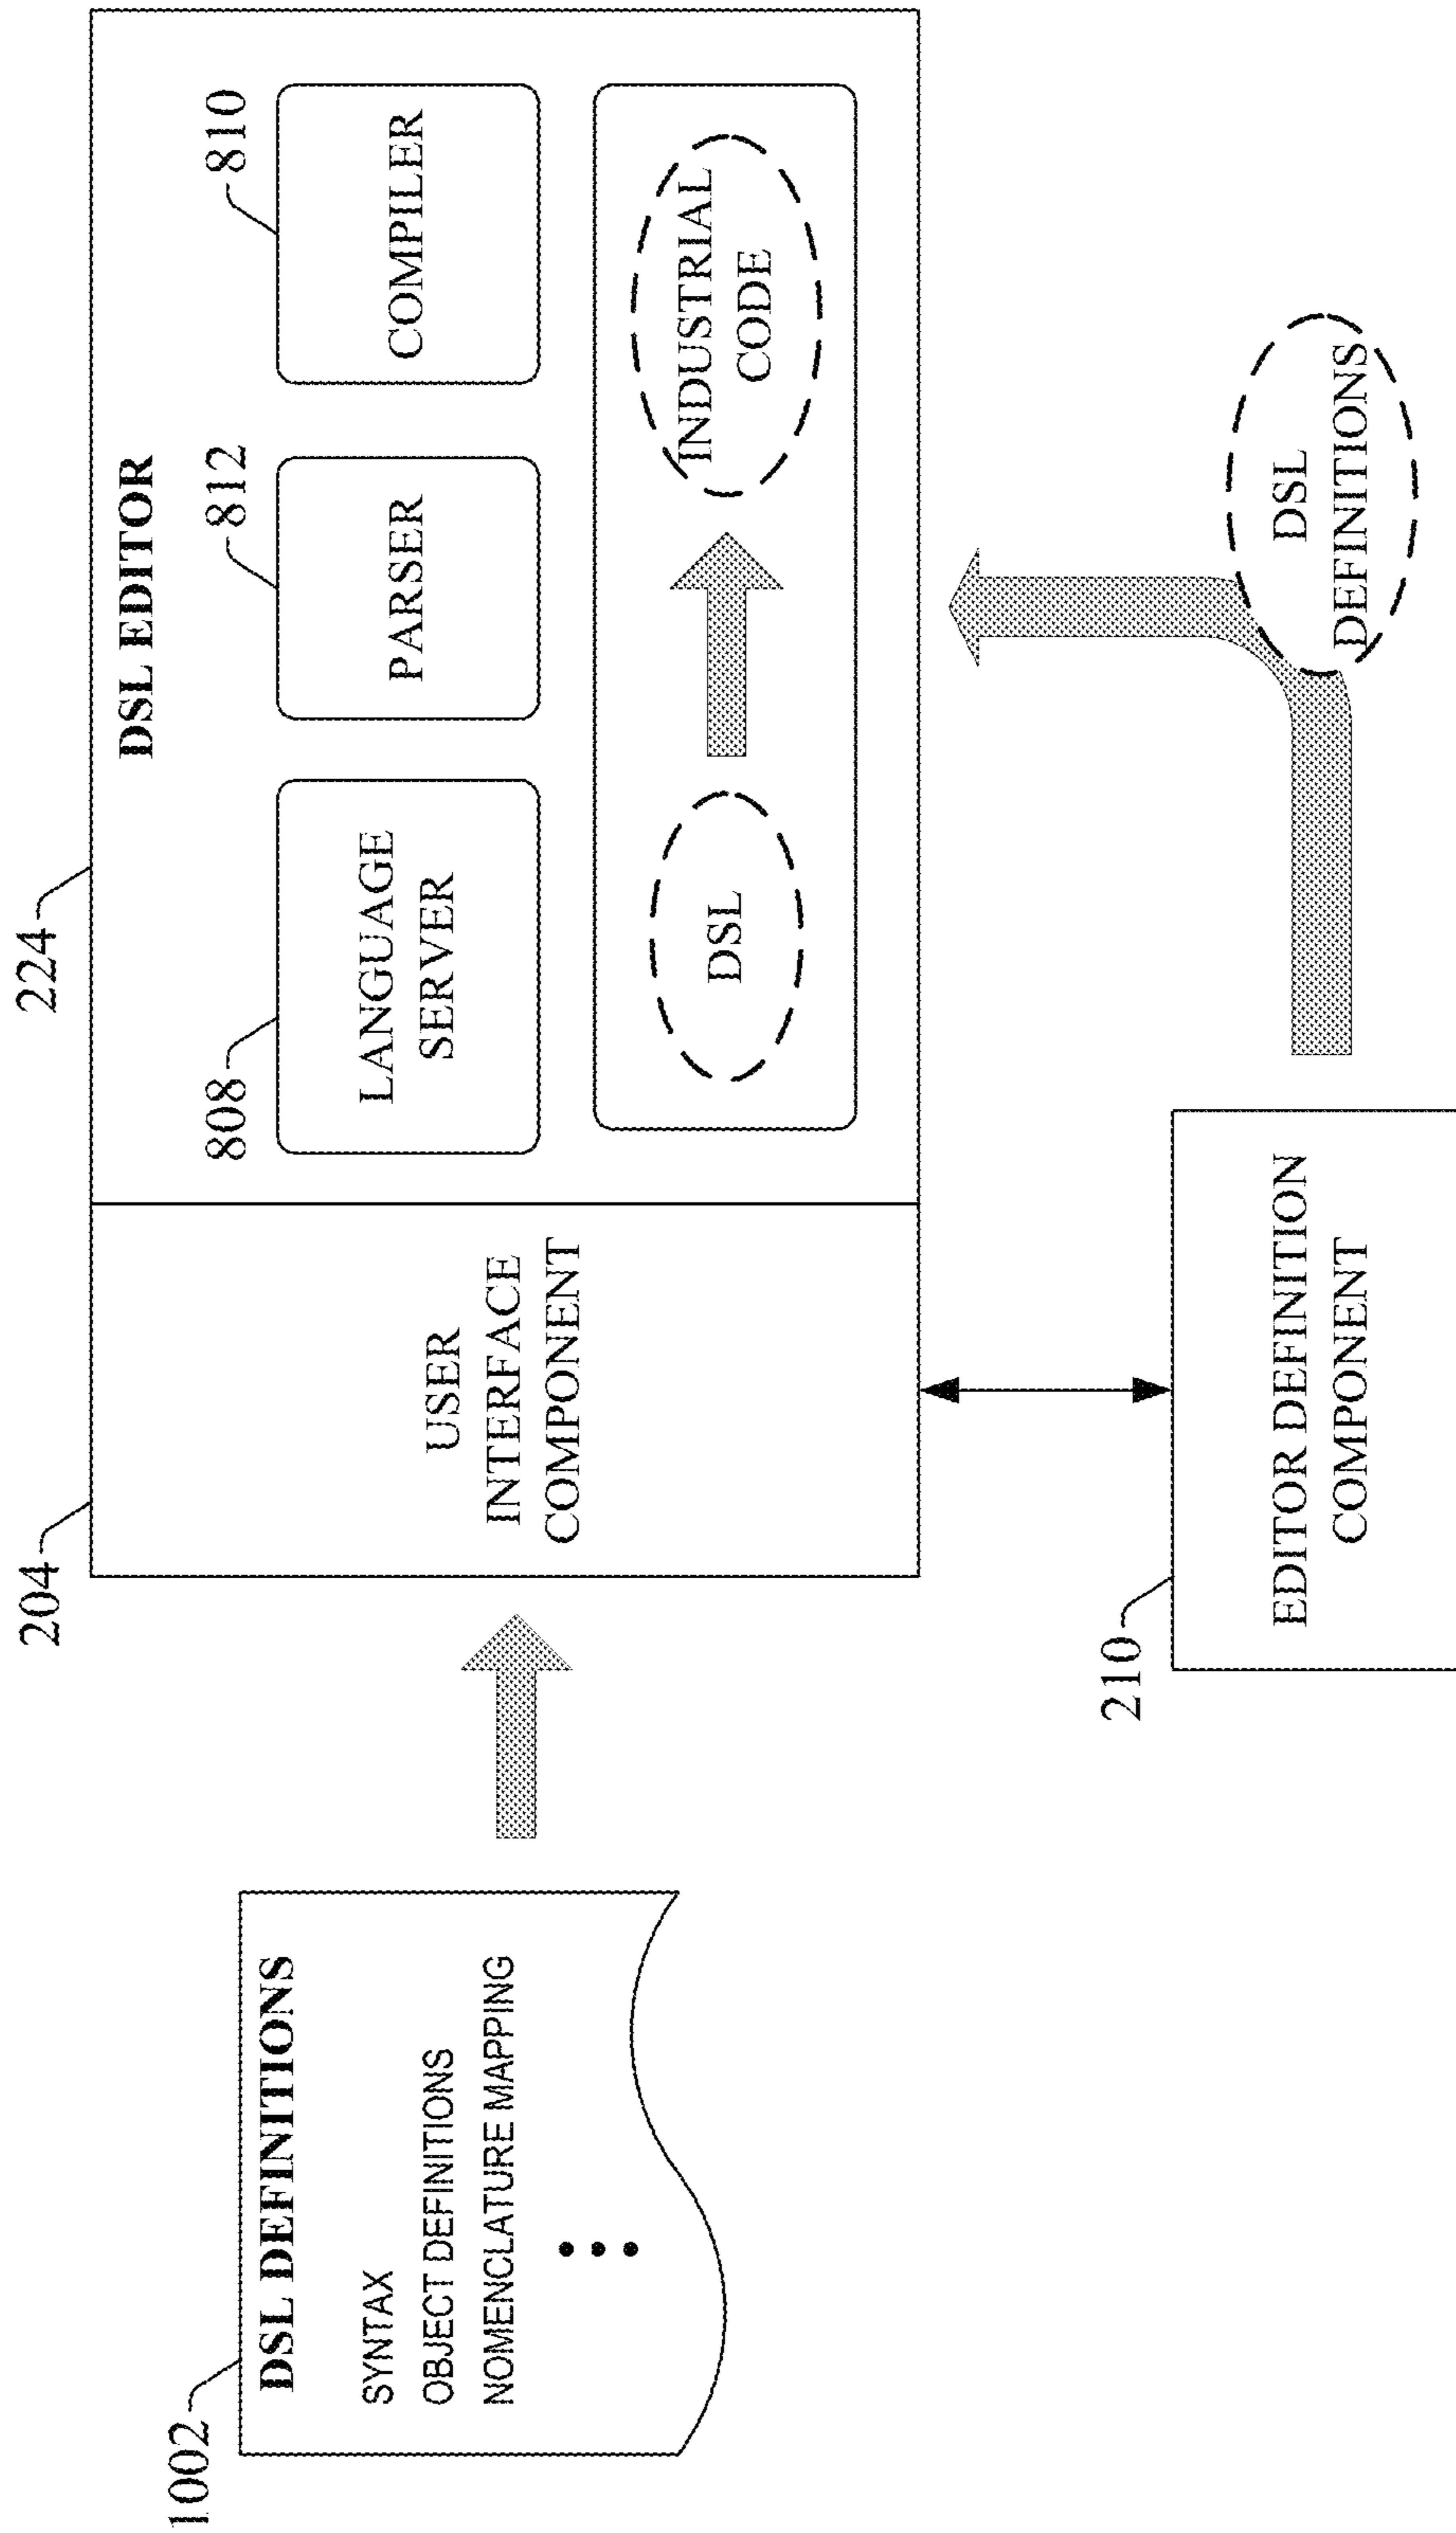 1002
DSL DEFINITIONS
SYNTAX
OBJECT DEFINITIONS
NOMENCLATURE MAPPING
204
USER
INTERFACE
COMPONENT
224
DSL EDITOR
808
LANGUAGE
SERVER
812
PARSER
810
COMPILER
DSL
INDUSTRIAL
CODE
210
EDITOR DEFINITION
COMPONENT
DSL
DEFINITIONS